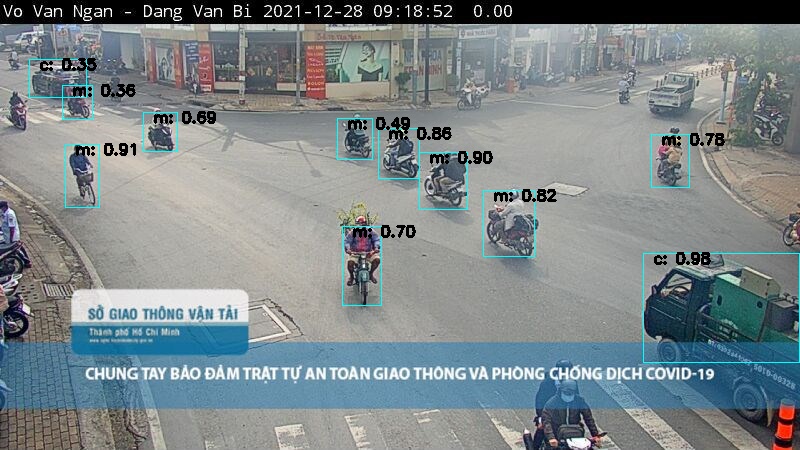 Vo Van Ngan - Dang Van Bi 2021-12-28 09:18:52 0.00
c: 0.35
m: 0.36
m: 0.69
m: 0.49
m: 0.86
m: 0.91
m: 0.90
m: 0.78
m: 0.82
m: 0.70
c: 0.98
SỞ GIAO THÔNG VẬN TẢI
Thành phố Hồ Chí Minh
CHUNG TAY BẢO ĐẢM TRẬT TỰ AN TOÀN GIAO THÔNG VÀ PHÒNG CHỐNG DỊCH COVID-19